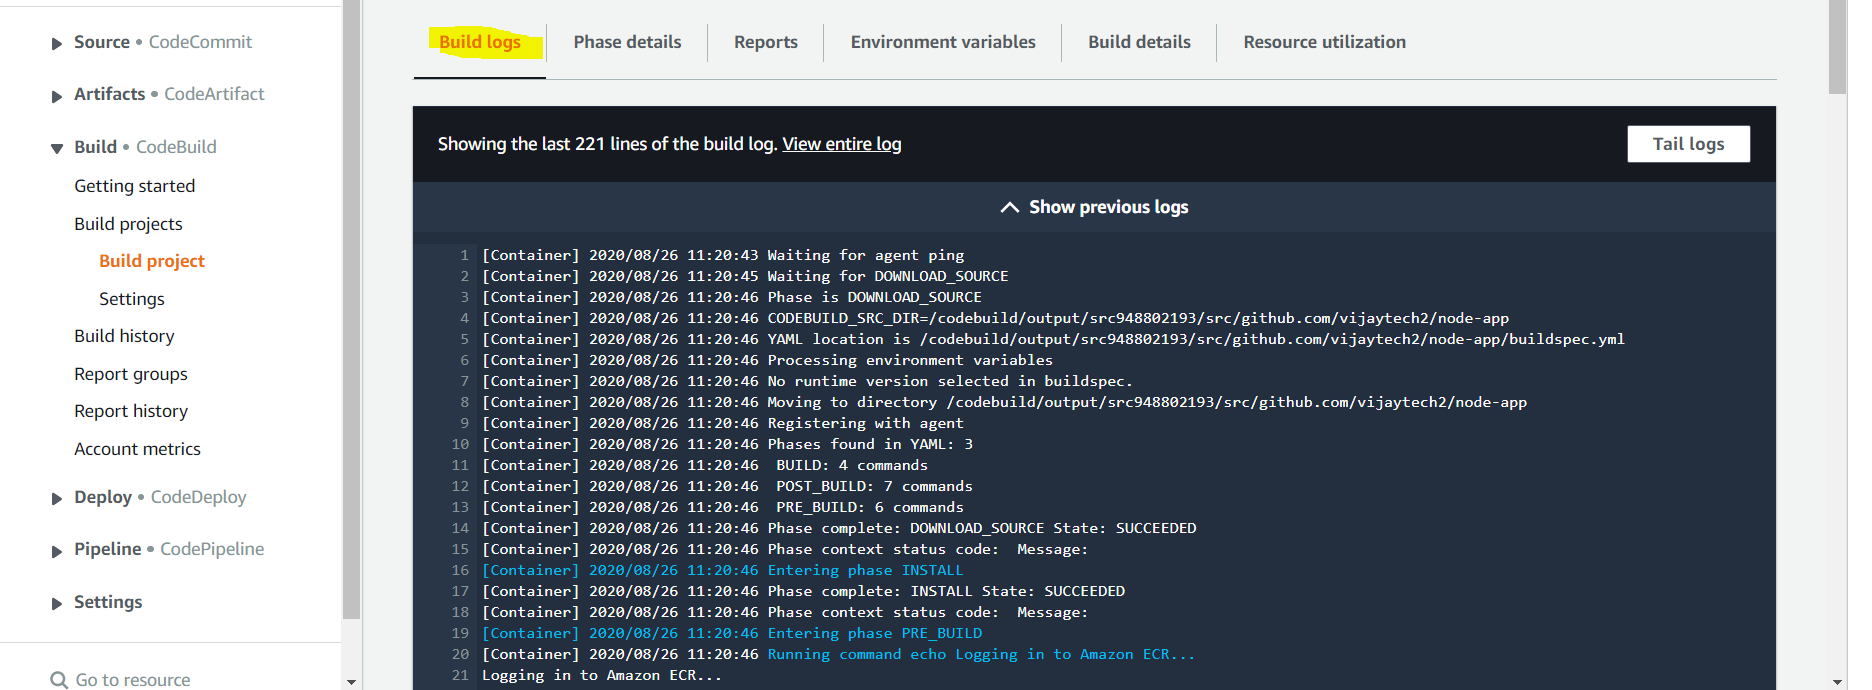 Source • CodeCommit
Artifacts • CodeArtifact
Build • CodeBuild
Getting started
Build projects
Build project
Settings
Build history
Report groups
Report history
Account metrics
Deploy • CodeDeploy
Pipeline • CodePipeline
Settings
Go to resource
Build logs
Phase details
Reports
Environment variables
Build details
Resource utilization
Showing the last 221 lines of the build log. View entire log
Tail logs
Show previous logs
1 [Container] 2020/08/26 11:20:43 Waiting for agent ping
2 [Container] 2020/08/26 11:20:45 Waiting for DOWNLOAD_SOURCE
3 [Container] 2020/08/26 11:20:46 Phase is DOWNLOAD_SOURCE
4 [Container] 2020/08/26 11:20:46 CODEBUILD_SRC_DIR=/codebuild/output/src948802193/src/github.com/vijaytech2/node-app
5 [Container] 2020/08/26 11:20:46 YAML location is /codebuild/output/src948802193/src/github.com/vijaytech2/node-app/buildspec.yml
6 [Container] 2020/08/26 11:20:46 Processing environment variables
7 [Container] 2020/08/26 11:20:46 No runtime version selected in buildspec.
8 [Container] 2020/08/26 11:20:46 Moving to directory /codebuild/output/src948802193/src/github.com/vijaytech2/node-app
9 [Container] 2020/08/26 11:20:46 Registering with agent
10 [Container] 2020/08/26 11:20:46 Phases found in YAML: 3
11 [Container] 2020/08/26 11:20:46  BUILD: 4 commands
12 [Container] 2020/08/26 11:20:46  POST_BUILD: 7 commands
13 [Container] 2020/08/26 11:20:46  PRE_BUILD: 6 commands
14 [Container] 2020/08/26 11:20:46 Phase complete: DOWNLOAD_SOURCE State: SUCCEEDED
15 [Container] 2020/08/26 11:20:46 Phase context status code:  Message:
16 [Container] 2020/08/26 11:20:46 Entering phase INSTALL
17 [Container] 2020/08/26 11:20:46 Phase complete: INSTALL State: SUCCEEDED
18 [Container] 2020/08/26 11:20:46 Phase context status code:  Message:
19 [Container] 2020/08/26 11:20:46 Entering phase PRE_BUILD
20 [Container] 2020/08/26 11:20:46 Running command echo Logging in to Amazon ECR...
21 Logging in to Amazon ECR...